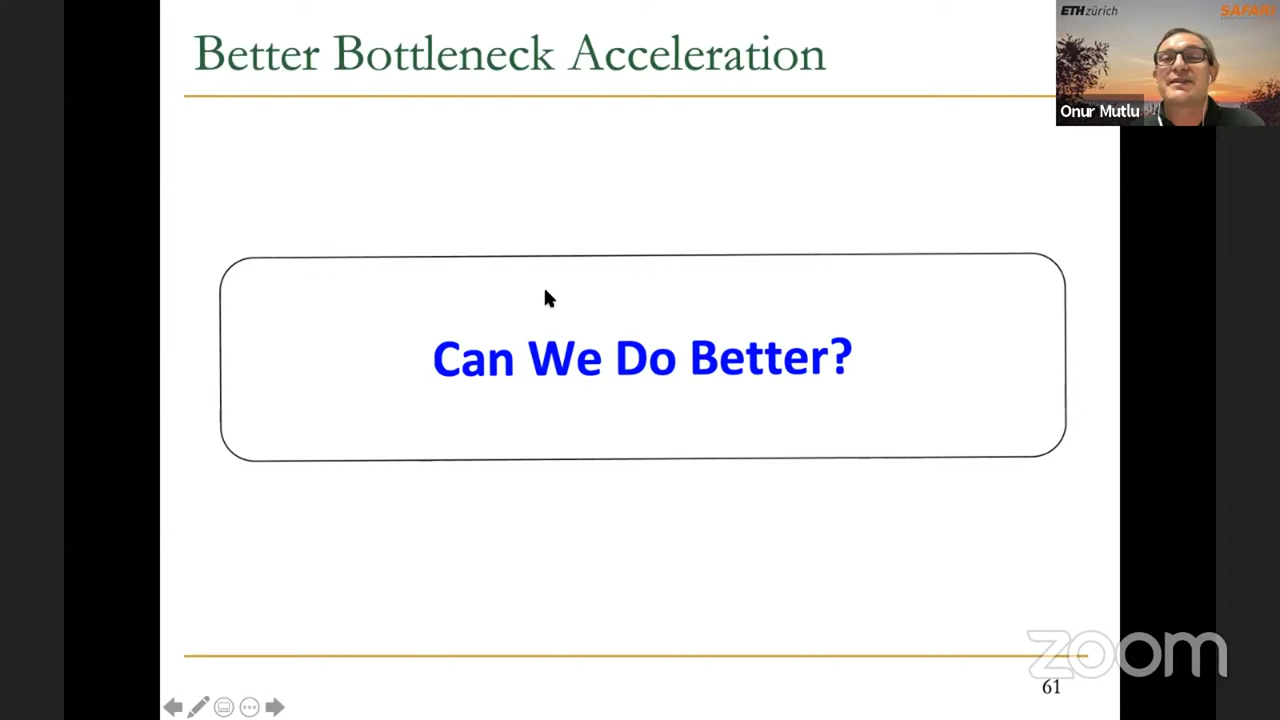 Better Bottleneck Acceleration
ETH zürich
SAFARI
Onur Mutlu
Can We Do Better?
zoom
61